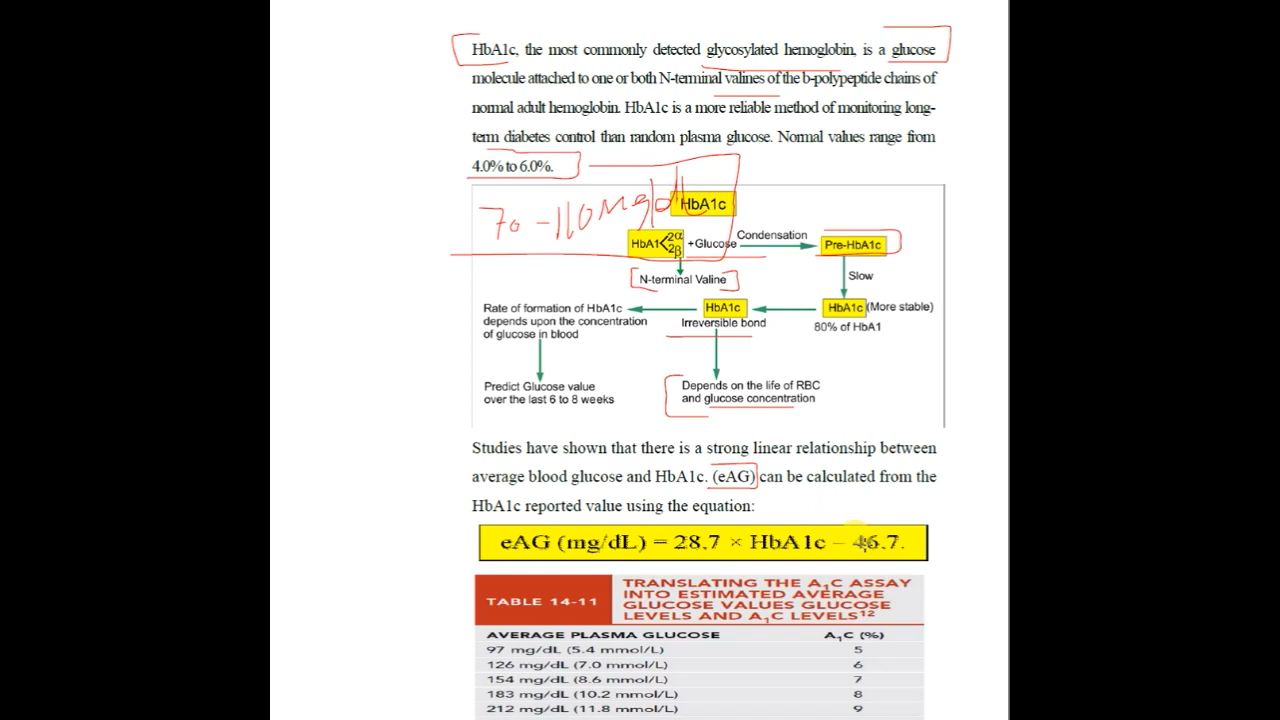 HbA1c, the most commonly detected glycosylated hemoglobin, is a glucose
molecule attached to one or both N-terminal valines of the b-polypeptide chains of
normal adult hemoglobin. HbA1c is a more reliable method of monitoring long-
term diabetes control than random plasma glucose. Normal values range from
4.0% to 6.0%.
HbA1c
70 - 110 mg/dL
HbA1 2α 2β + Glucose
Condensation
Pre-HbA1c
N-terminal Valine
Slow
Rate of formation of HbA1c
depends upon the concentration
of glucose in blood
HbA1c
Irreversible bond
HbA1c (More stable)
80% of HbA1
Predict Glucose value
over the last 6 to 8 weeks
Depends on the life of RBC
and glucose concentration
Studies have shown that there is a strong linear relationship between
average blood glucose and HbA1c. (eAG) can be calculated from the
HbA1c reported value using the equation:
eAG (mg/dL) = 28.7 × HbA1c – 46.7.
TABLE 14-11
TRANSLATING THE A1C ASSAY
INTO ESTIMATED AVERAGE
GLUCOSE VALUES GLUCOSE
LEVELS AND A1C LEVELS12
AVERAGE PLASMA GLUCOSE A1C (%)
97 mg/dL (5.4 mmol/L) 5
126 mg/dL (7.0 mmol/L) 6
154 mg/dL (8.6 mmol/L) 7
183 mg/dL (10.2 mmol/L) 8
212 mg/dL (11.8 mmol/L) 9